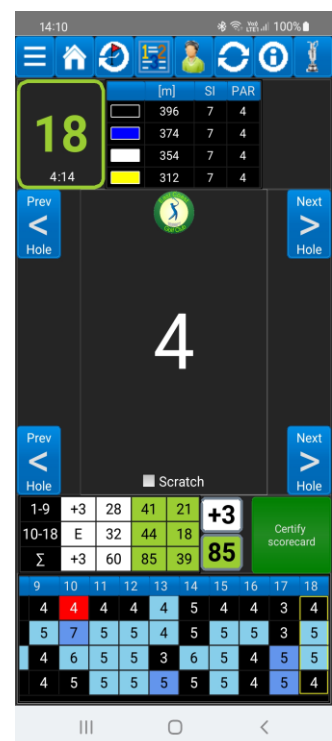 14:10 100%
[m] SI PAR
18 396 7 4
374 7 4
354 7 4
4:14 312 7 4
Prev Next
< >
Hole Hole
4
Prev Next
< >
Hole Scratch Hole
1-9 +3 28 41 21 +3
10-18 E 32 44 18 Certify scorecard
Σ +3 60 85 39 85
9 10 11 12 13 14 15 16 17 18
4 4 4 4 4 5 4 4 3 4
5 7 5 5 4 5 5 5 3 5
4 6 5 5 3 6 5 4 5 5
4 5 5 5 5 5 5 4 5 4